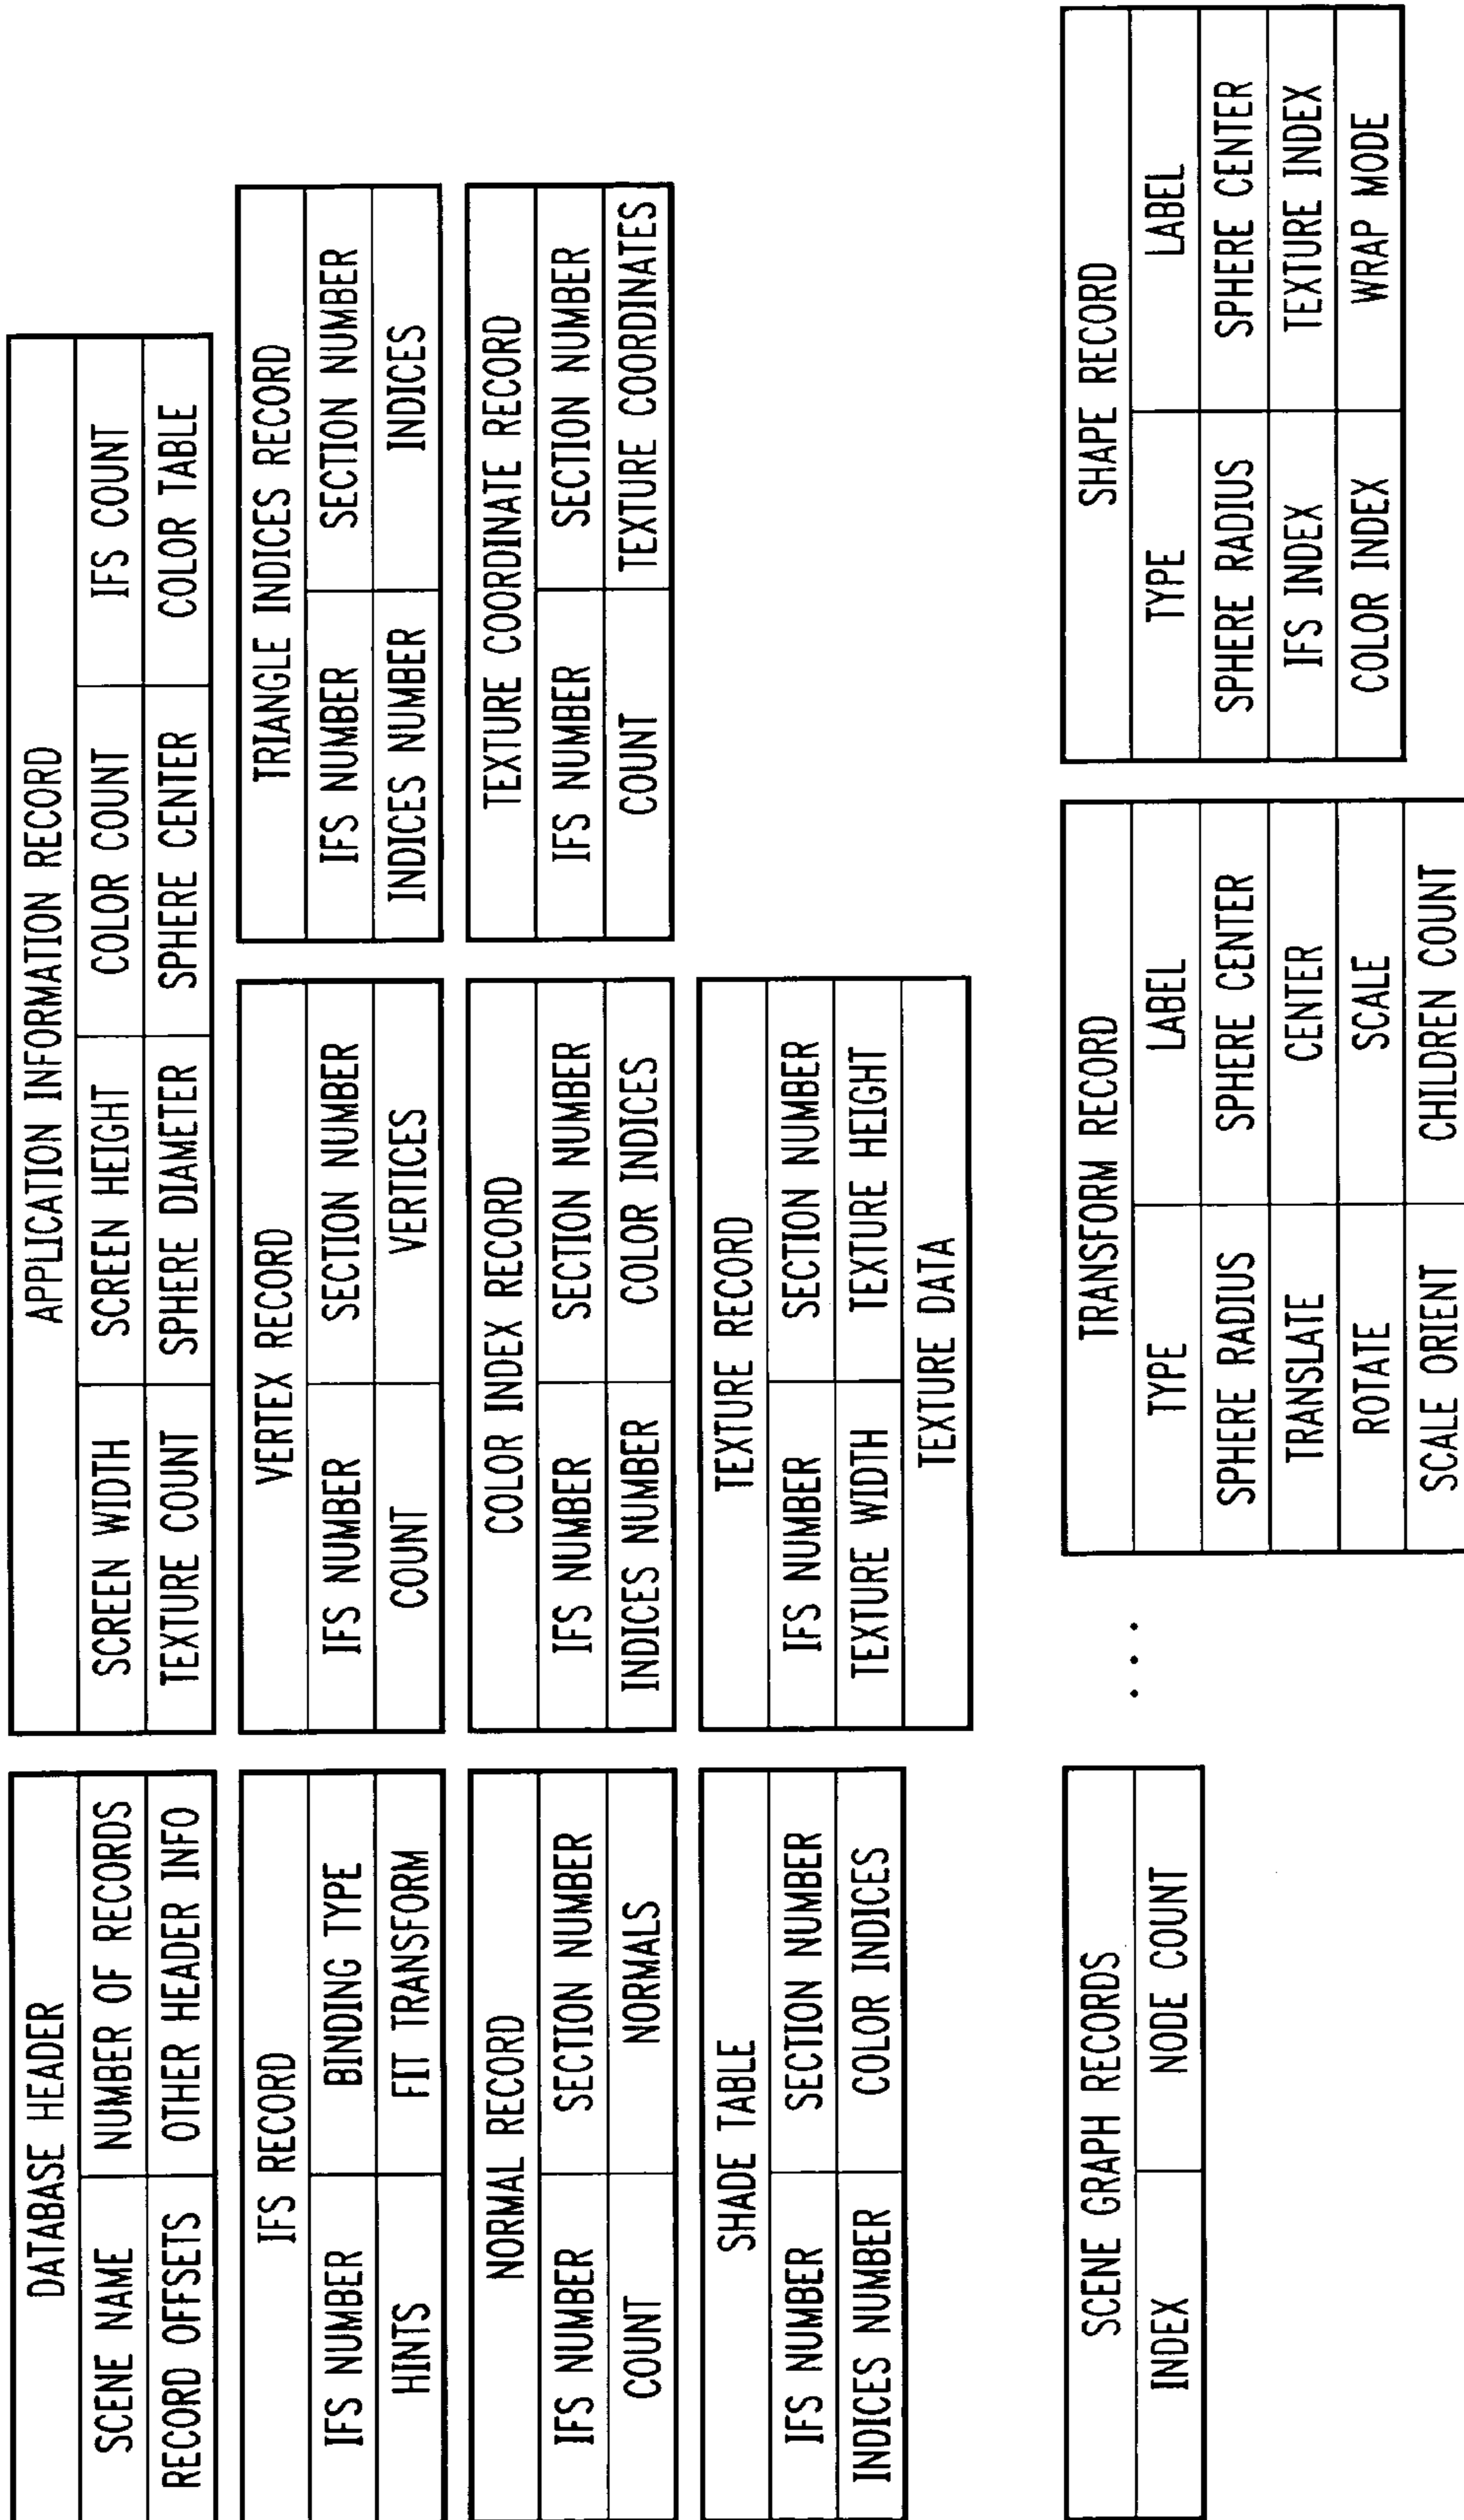 DATABASE HEADER
SCENE NAME NUMBER OF RECORDS
RECORD OFFSETS OTHER HEADER INFO
APPLICATION INFORMATION RECORD
SCREEN WIDTH SCREEN HEIGHT COLOR COUNT IFS COUNT
TEXTURE COUNT SPHERE DIAMETER SPHERE CENTER COLOR TABLE
IFS RECORD
IFS NUMBER BINDING TYPE
HINTS FIT TRANSFORM
VERTEX RECORD
IFS NUMBER SECTION NUMBER
COUNT VERTICES
TRIANGLE INDICES RECORD
IFS NUMBER SECTION NUMBER
INDICES NUMBER INDICES
NORMAL RECORD
IFS NUMBER SECTION NUMBER
COUNT NORMALS
COLOR INDEX RECORD
IFS NUMBER SECTION NUMBER
INDICES NUMBER COLOR INDICES
TEXTURE COORDINATE RECORD
IFS NUMBER SECTION NUMBER
COUNT TEXTURE COORDINATES
SHADE TABLE
IFS NUMBER SECTION NUMBER
INDICES NUMBER COLOR INDICES
TEXTURE RECORD
IFS NUMBER SECTION NUMBER
TEXTURE WIDTH TEXTURE HEIGHT
TEXTURE DATA
SCENE GRAPH RECORDS
INDEX NODE COUNT
. . .
TRANSFORM RECORD
TYPE LABEL
SPHERE RADIUS SPHERE CENTER
TRANSLATE CENTER
ROTATE SCALE
SCALE ORIENT CHILDREN COUNT
SHAPE RECORD
TYPE LABEL
SPHERE RADIUS SPHERE CENTER
IFS INDEX TEXTURE INDEX
COLOR INDEX WRAP MODE